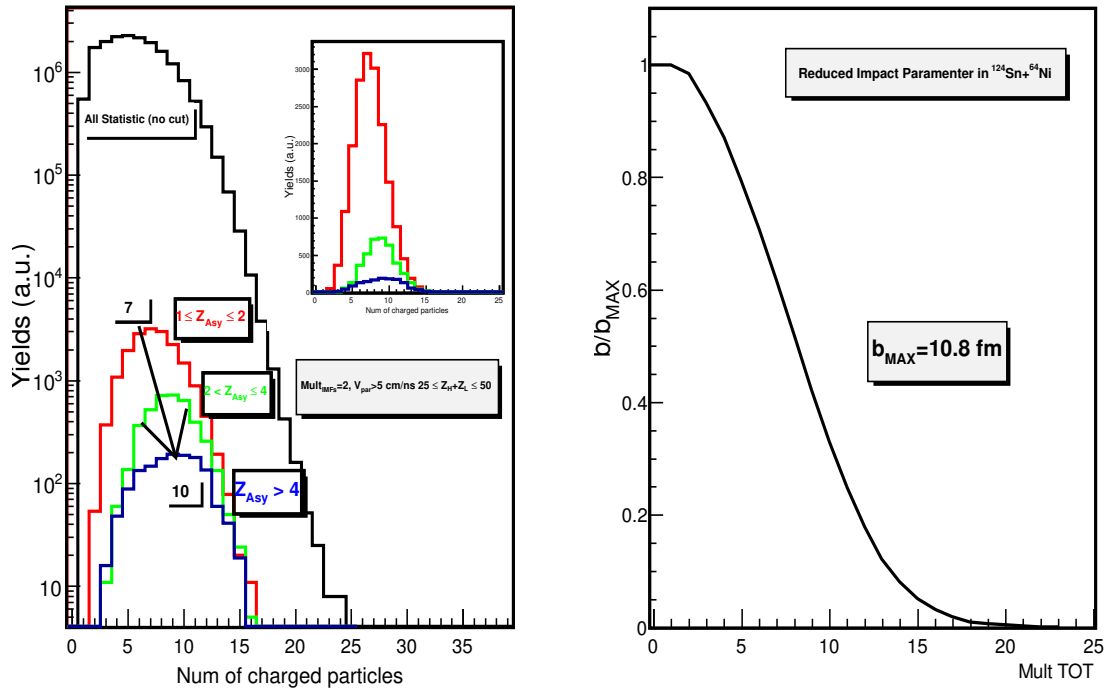 10⁶
10⁵
10⁴
10³
10²
10
Yields (a.u.)
0 5 10 15 20 25 30 35
Num of charged particles
All Statistic (no cut)
7
1 ≤ Z_Asy ≤ 2
2 < Z_Asy ≤ 4
10
Z_Asy > 4
Mult_IMFs=2, V_par>5 cm/ns 25 ≤ Z_H+Z_L ≤ 50
3000
2500
2000
1500
1000
500
0
Yields (a.u.)
0 5 10 15 20 25
Num of charged particles
1
0.8
0.6
0.4
0.2
0
b/b_MAX
0 5 10 15 20 25
Mult TOT
Reduced Impact Paramenter in ¹²⁴Sn+⁶⁴Ni
b_MAX=10.8 fm